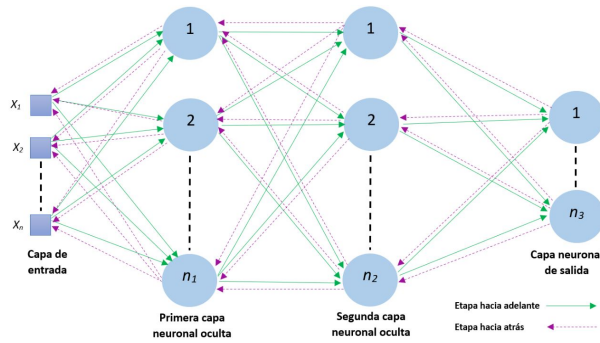 1
1
X1
2
2
1
X2
Xn
n3
Capa de
entrada
n1
n2
Capa neuronal
de salida
Primera capa
neuronal oculta
Segunda capa
neuronal oculta
Etapa hacia adelante
Etapa hacia atrás